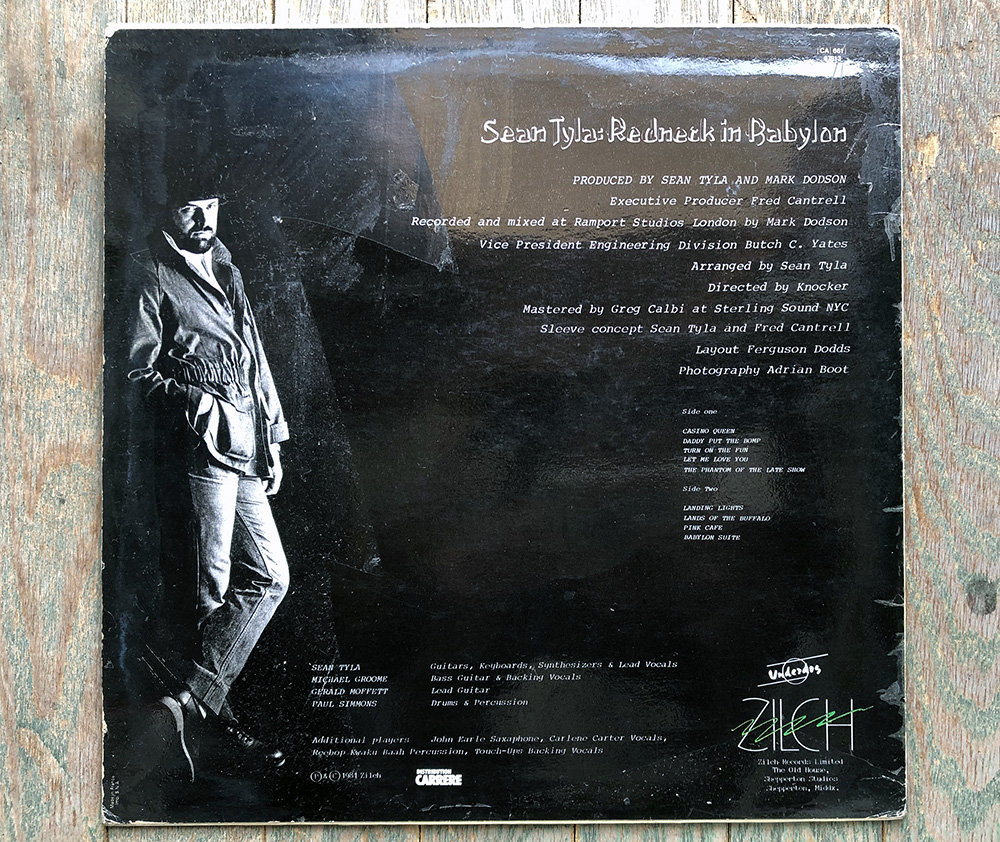 CA 661
Sean Tyla: Redneck in Babylon
PRODUCED BY SEAN TYLA AND MARK DODSON
Executive Producer Fred Cantrell
Recorded and mixed at Ramport Studios London by Mark Dodson
Vice President Engineering Division Butch C. Yates
Arranged by Sean Tyla
Directed by Knocker
Mastered by Greg Calbi at Sterling Sound NYC
Sleeve concept Sean Tyla and Fred Cantrell
Layout Ferguson Dodds
Photography Adrian Boot
Side one
CASINO QUEEN
DADDY PUT THE BOMP
TURN ON THE FUN
LET ME LOVE YOU
THE PHANTOM OF THE LATE SHOW
Side Two
LANDING LIGHTS
LANDS OF THE BUFFALO
PINK CAFE
BABYLON SUITE
SEAN TYLA Guitars, Keyboards, Synthesizers & Lead Vocals
MICHAEL GROOME Bass Guitar & Backing Vocals
GERALD MOFFETT Lead Guitar
PAUL SIMMONS Drums & Percussion
Additional players John Earle Saxaphone, Carlene Carter Vocals,
Reebop Kwaku Baah Percussion, Touch-Ups Backing Vocals
Ⓟ & Ⓒ 1981 Zilch
DISTRIBUTION
CARRERE
Underdog
ZILCH
Zilch Records Limited
The Old House,
Shepperton Studios
Shepperton, Middx.